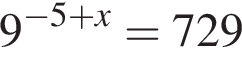 $9^{-5+x} = 729$